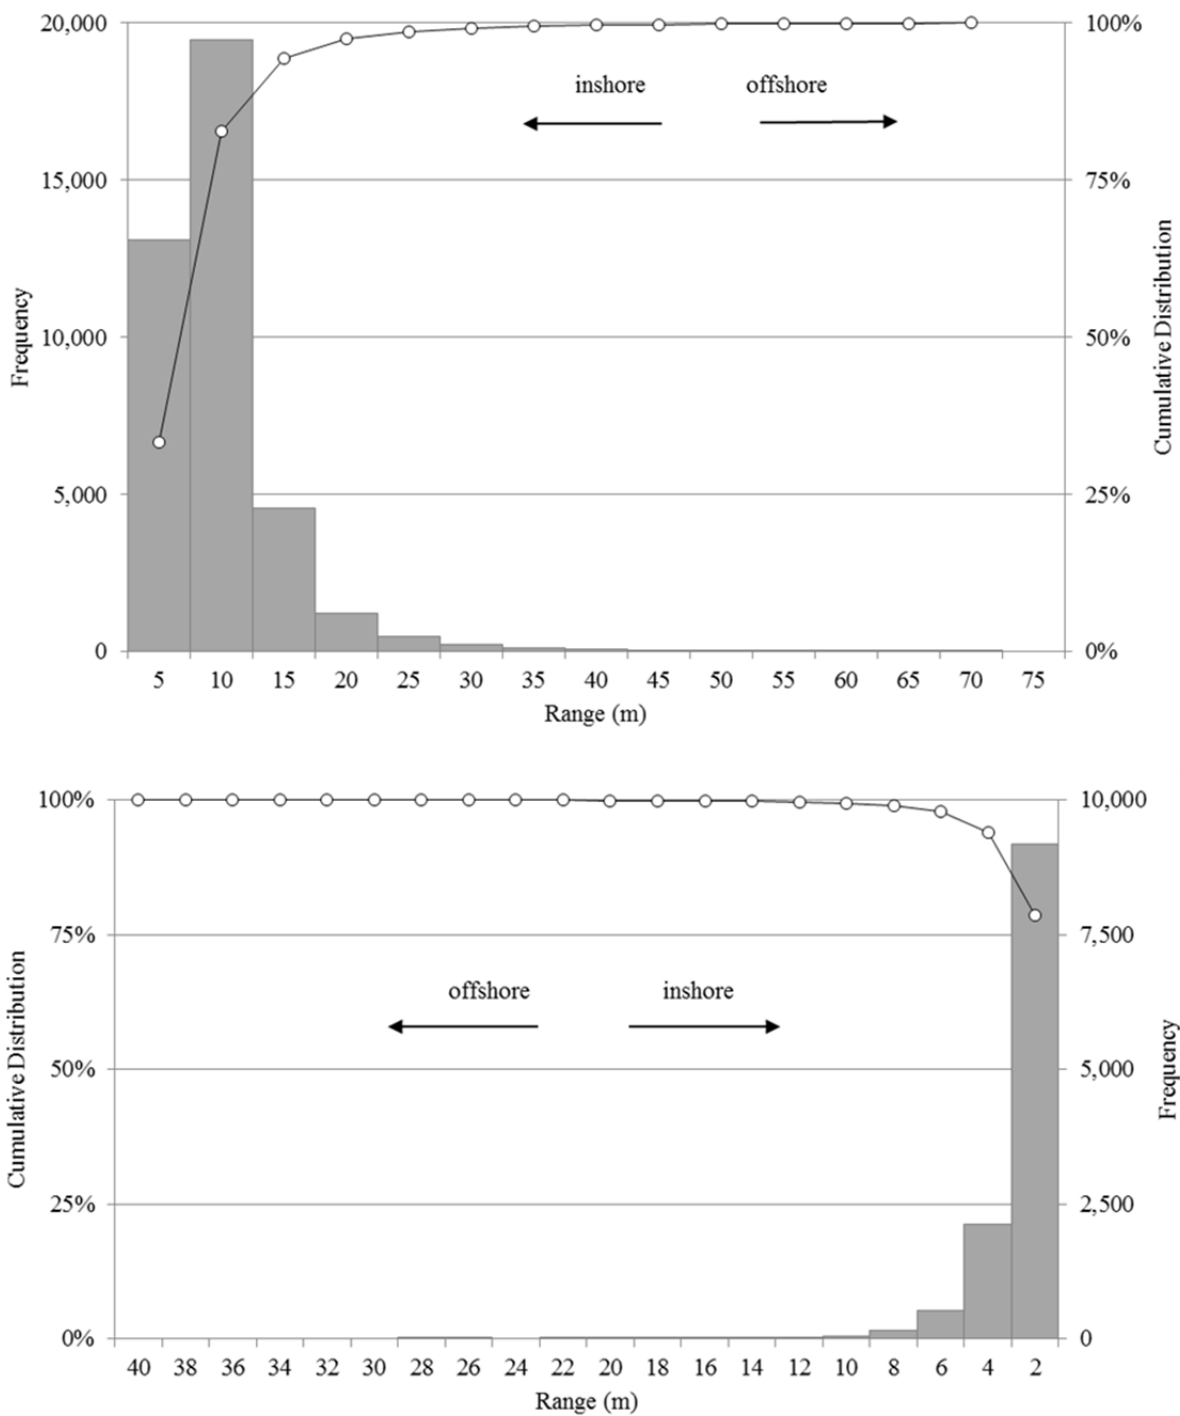 20,000
100%
inshore
offshore
15,000
75%
Frequency
10,000
50%
Cumulative Distribution
5,000
25%
0
0%
5 10 15 20 25 30 35 40 45 50 55 60 65 70 75
Range (m)
100%
10,000
75%
7,500
offshore
inshore
Cumulative Distribution
50%
5,000
Frequency
25%
2,500
0%
0
40 38 36 34 32 30 28 26 24 22 20 18 16 14 12 10 8 6 4 2
Range (m)